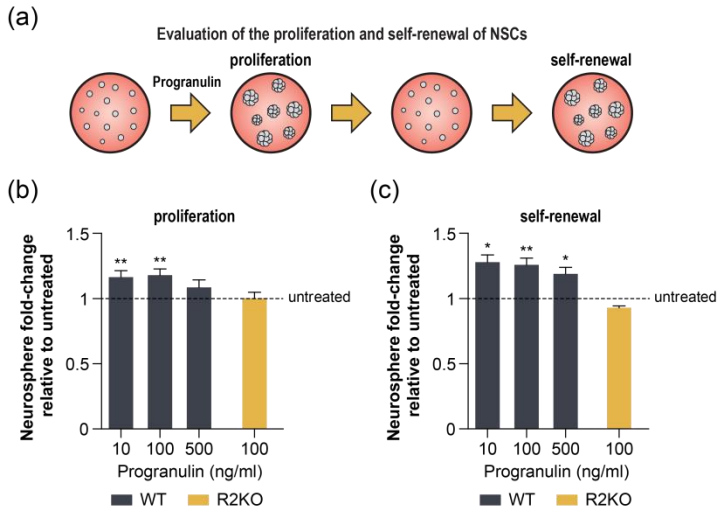 (a)
Evaluation of the proliferation and self-renewal of NSCs
Progranulin
proliferation
self-renewal
(b)
proliferation
Neurosphere fold-change
relative to untreated
1.5
1
0.5
0
** **
untreated
10 100 500 100
Progranulin (ng/ml)
WT R2KO
(c)
self-renewal
Neurosphere fold-change
relative to untreated
1.5
1
0.5
0
* ** *
untreated
10 100 500 100
Progranulin (ng/ml)
WT R2KO